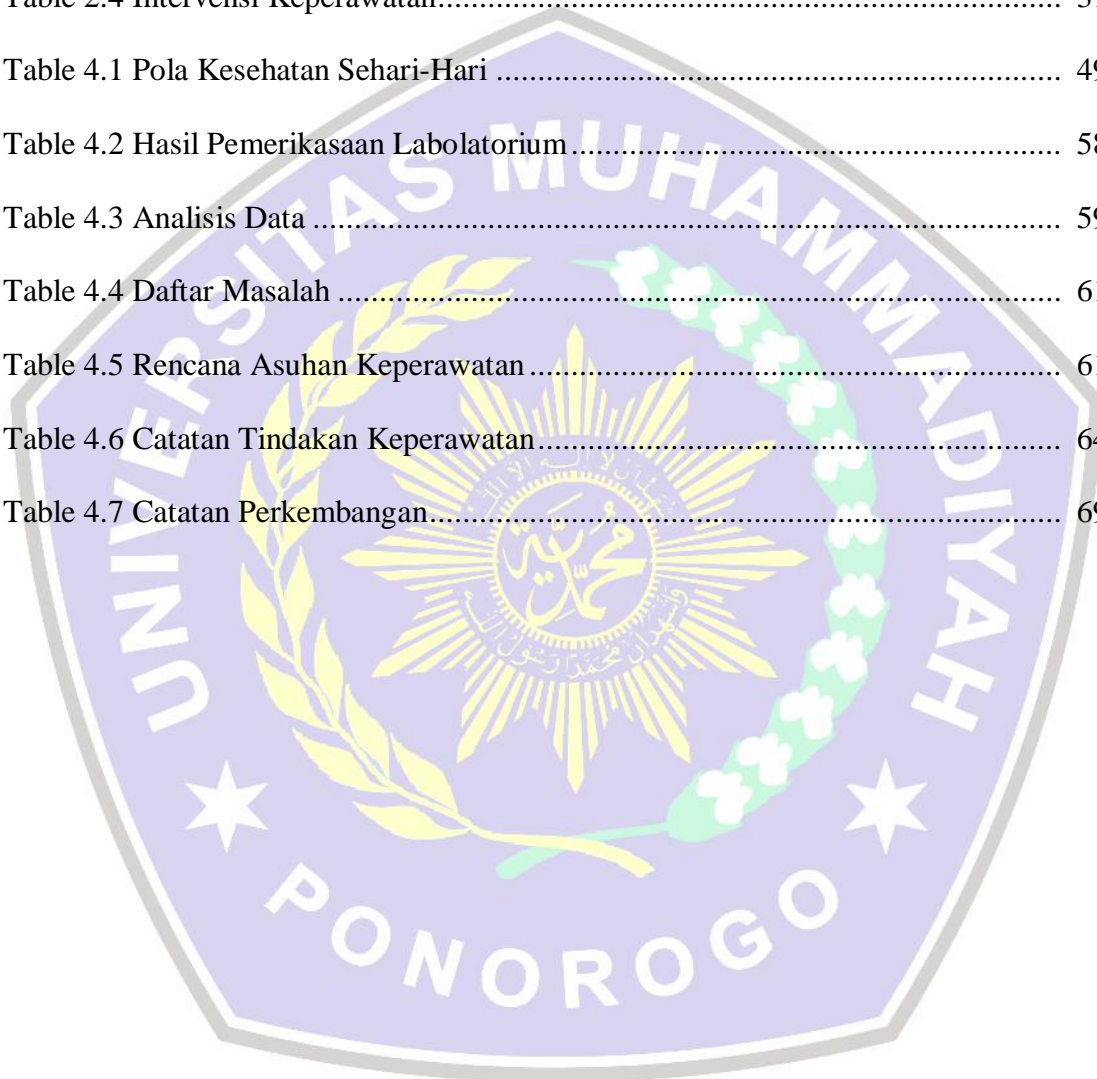 Table 2.4 Intervensi Keperawatan
Table 4.1 Pola Kesehatan Sehari-Hari ........................................................................ 49
Table 4.2 Hasil Pemerikasaan Labolatorium ............................................................ 58
Table 4.3 Analisis Data ........................................................................................... 59
Table 4.4 Daftar Masalah ........................................................................................ 61
Table 4.5 Rencana Asuhan Keperawatan ................................................................. 61
Table 4.6 Catatan Tindakan Keperawatan ................................................................ 64
Table 4.7 Catatan Perkembangan............................................................................. 69
UNIVERSITAS MUHAMMADIYAH
PONOROGO